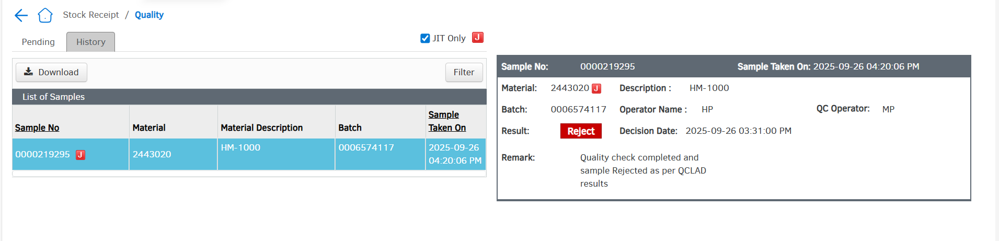 Stock Receipt / Quality
Pending
History
JIT Only J
Download
Filter
List of Samples
Sample No
Material
Material Description
Batch
Sample
Taken On
0000219295 J
2443020
HM-1000
0006574117
2025-09-26
04:20:06 PM
Sample No: 0000219295 Sample Taken On: 2025-09-26 04:20:06 PM
Material: 2443020 J Description : HM-1000
Batch: 0006574117 Operator Name : HP QC Operator: MP
Result: Reject Decision Date: 2025-09-26 03:31:00 PM
Remark: Quality check completed and
sample Rejected as per QCLAD
results